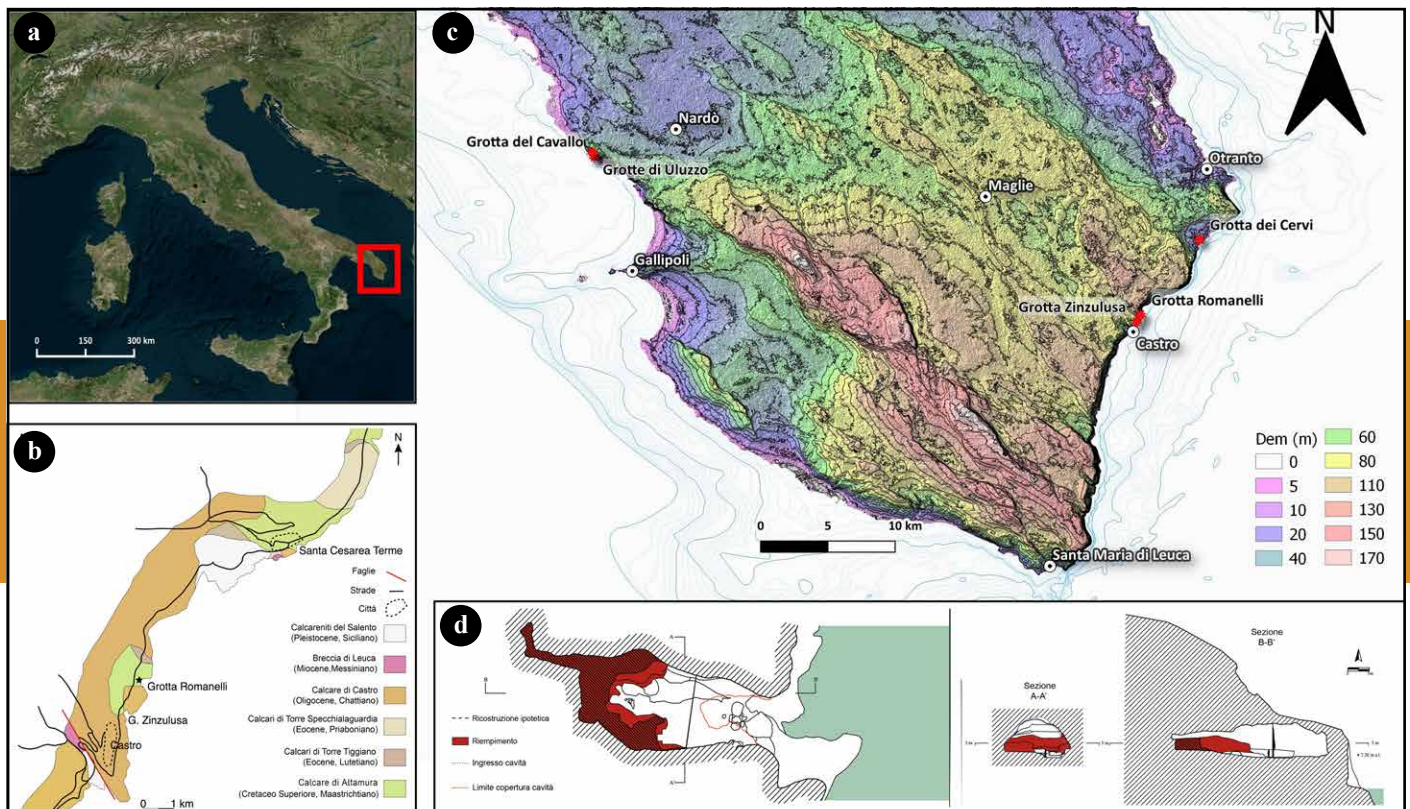 a
0 150 300 km
b
N
Santa Cesarea Terme
Faglie
Strade
Città
Calcareniti del Salento
(Pleistocene, Siciliano)
Breccia di Leuca
(Miocene,Messiniano)
Grotta Romanelli
Calcare di Castro
(Oligocene, Chattiano)
G. Zinzulusa
Calcari di Torre Specchialaguardia
(Eocene, Priaboniano)
Castro
Calcari di Torre Tiggiano
(Eocene, Lutetiano)
Calcare di Altamura
(Cretaceo Superiore, Maastrichtiano)
0 1 km
c
N
Nardò
Grotta del Cavallo
Grotte di Uluzzo
Otranto
Maglie
Grotta dei Cervi
Gallipoli
Grotta Zinzulusa
Grotta Romanelli
Castro
Dem (m)
0
5
10
20
40
60
80
110
130
150
170
0 5 10 km
Santa Maria di Leuca
d
A
B
B'
A'
Ricostruzione ipotetica
Riempimento
Ingresso cavità
Limite copertura cavità
Sezione
A-A'
Sezione
B-B'